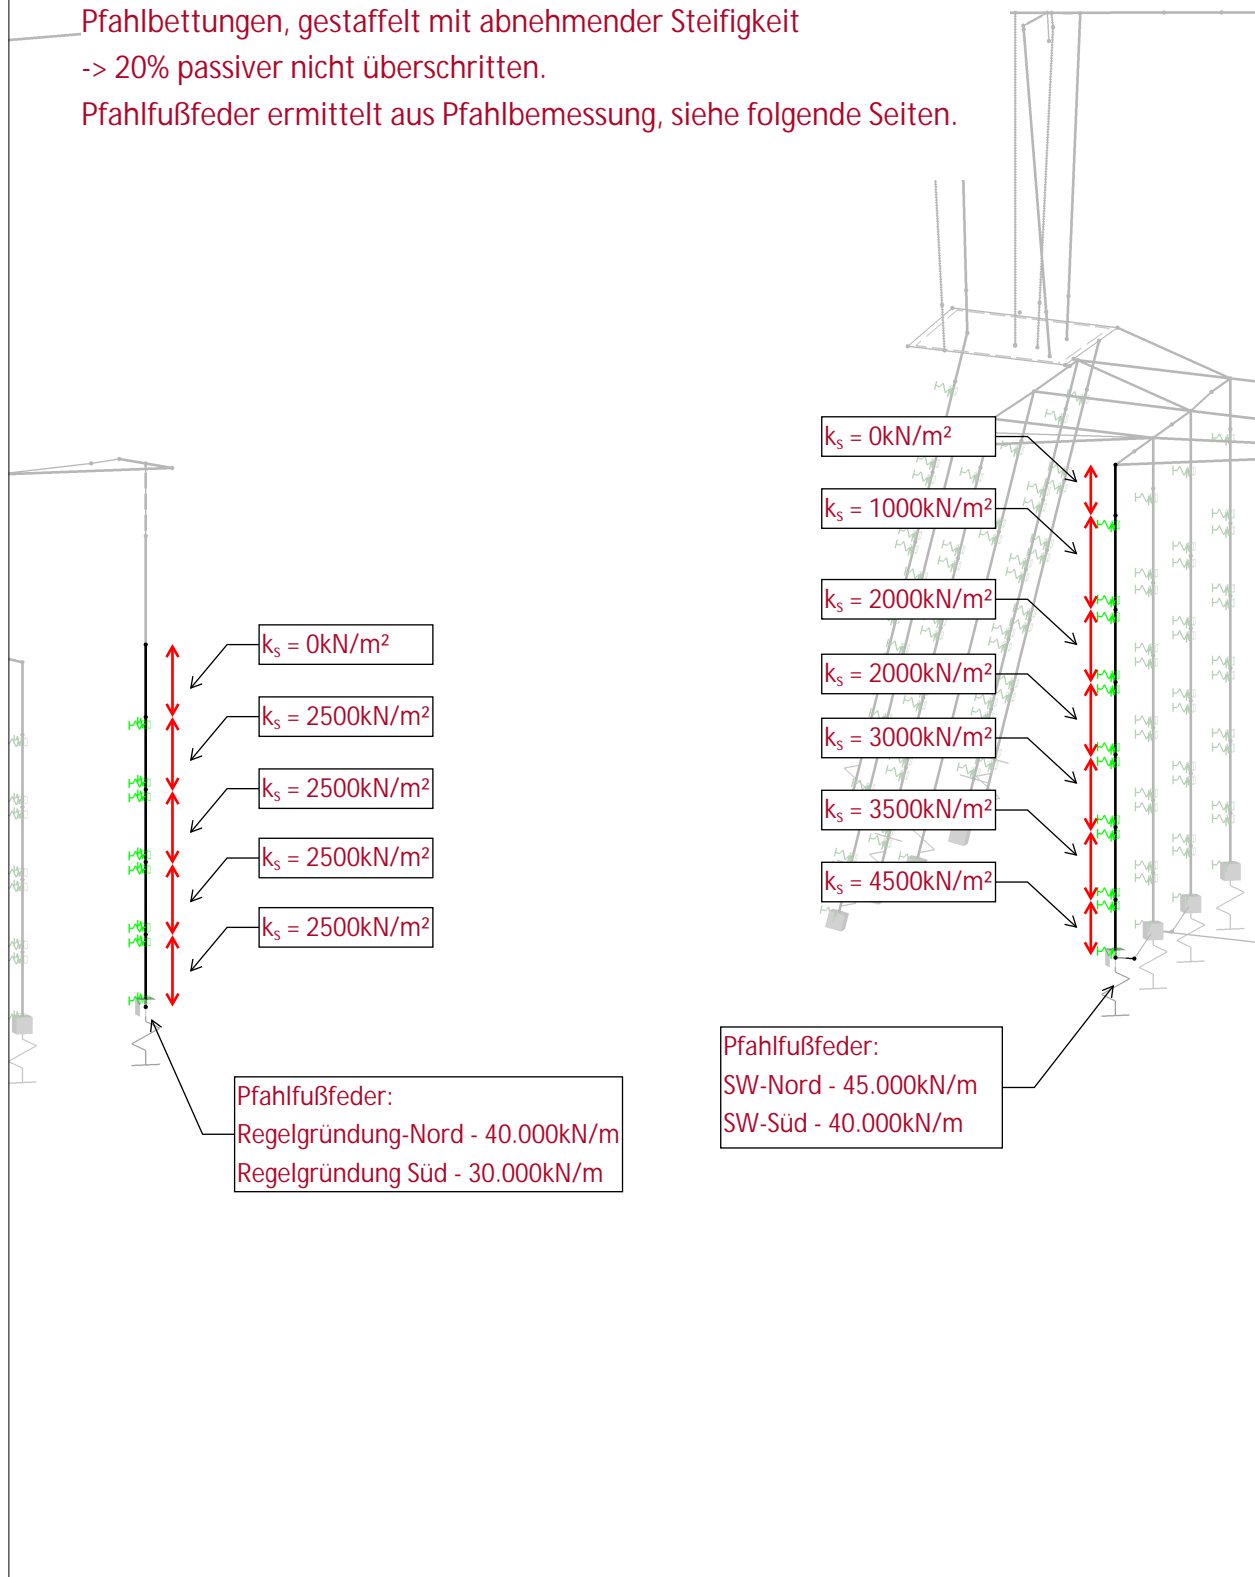 Pfahlbettungen, gestaffelt mit abnehmender Steifigkeit
-> 20% passiver nicht überschritten.
Pfahlfußfeder ermittelt aus Pfahlbemessung, siehe folgende Seiten.
kₛ = 0kN/m²
kₛ = 2500kN/m²
kₛ = 2500kN/m²
kₛ = 2500kN/m²
kₛ = 2500kN/m²
Pfahlfußfeder:
Regelgründung-Nord - 40.000kN/m
Regelgründung Süd - 30.000kN/m
kₛ = 0kN/m²
kₛ = 1000kN/m²
kₛ = 2000kN/m²
kₛ = 2000kN/m²
kₛ = 3000kN/m²
kₛ = 3500kN/m²
kₛ = 4500kN/m²
Pfahlfußfeder:
SW-Nord - 45.000kN/m
SW-Süd - 40.000kN/m